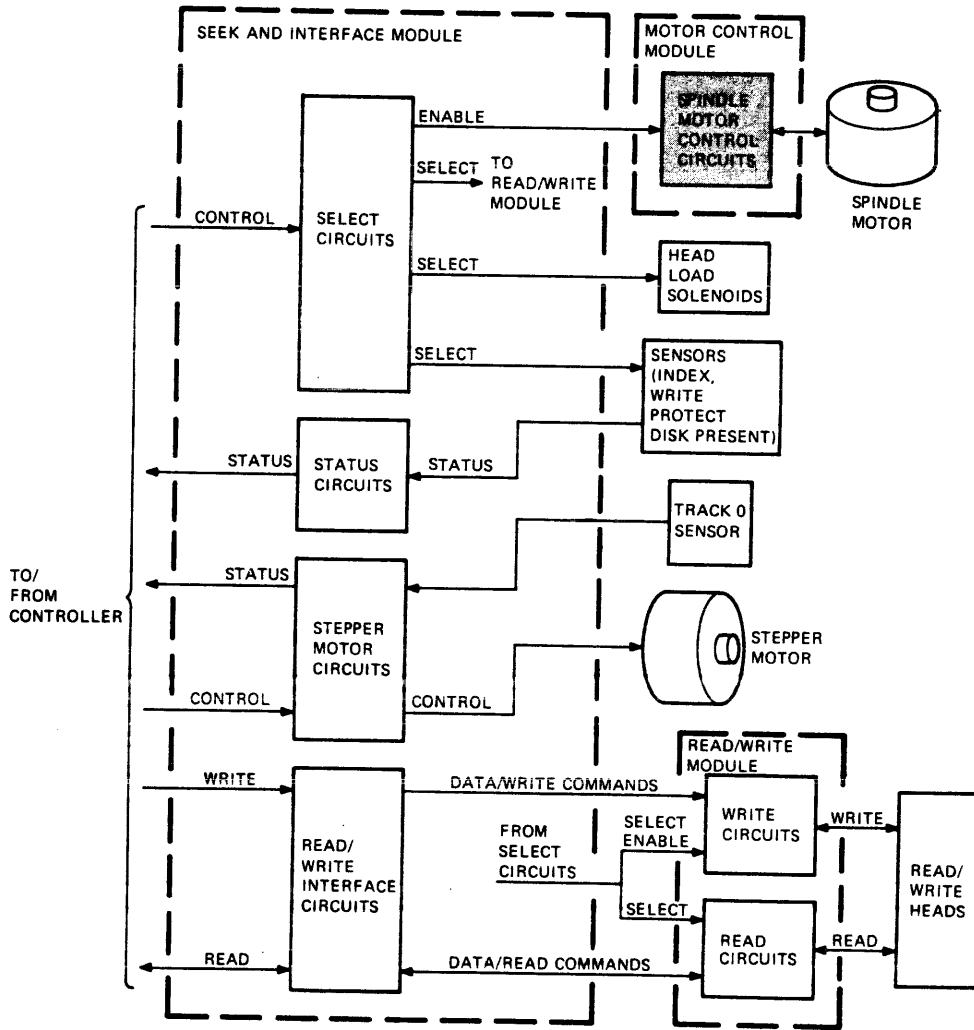 SEEK AND INTERFACE MODULE
MOTOR CONTROL
MODULE
SPINDLE
MOTOR
CONTROL
CIRCUITS
SPINDLE
MOTOR
ENABLE
SELECT
TO
READ/WRITE
MODULE
CONTROL
SELECT
CIRCUITS
SELECT
HEAD
LOAD
SOLENOIDS
SELECT
SENSORS
(INDEX,
WRITE
PROTECT
DISK PRESENT)
STATUS
STATUS
CIRCUITS
STATUS
TRACK 0
SENSOR
STATUS
TO/
FROM
CONTROLLER
STEPPER
MOTOR
CIRCUITS
STEPPER
MOTOR
CONTROL
CONTROL
READ/WRITE
MODULE
WRITE
DATA/WRITE COMMANDS
WRITE
CIRCUITS
WRITE
FROM
SELECT
CIRCUITS
SELECT
ENABLE
READ/
WRITE
INTERFACE
CIRCUITS
READ/
WRITE
HEADS
SELECT
READ
CIRCUITS
READ
READ
DATA/READ COMMANDS